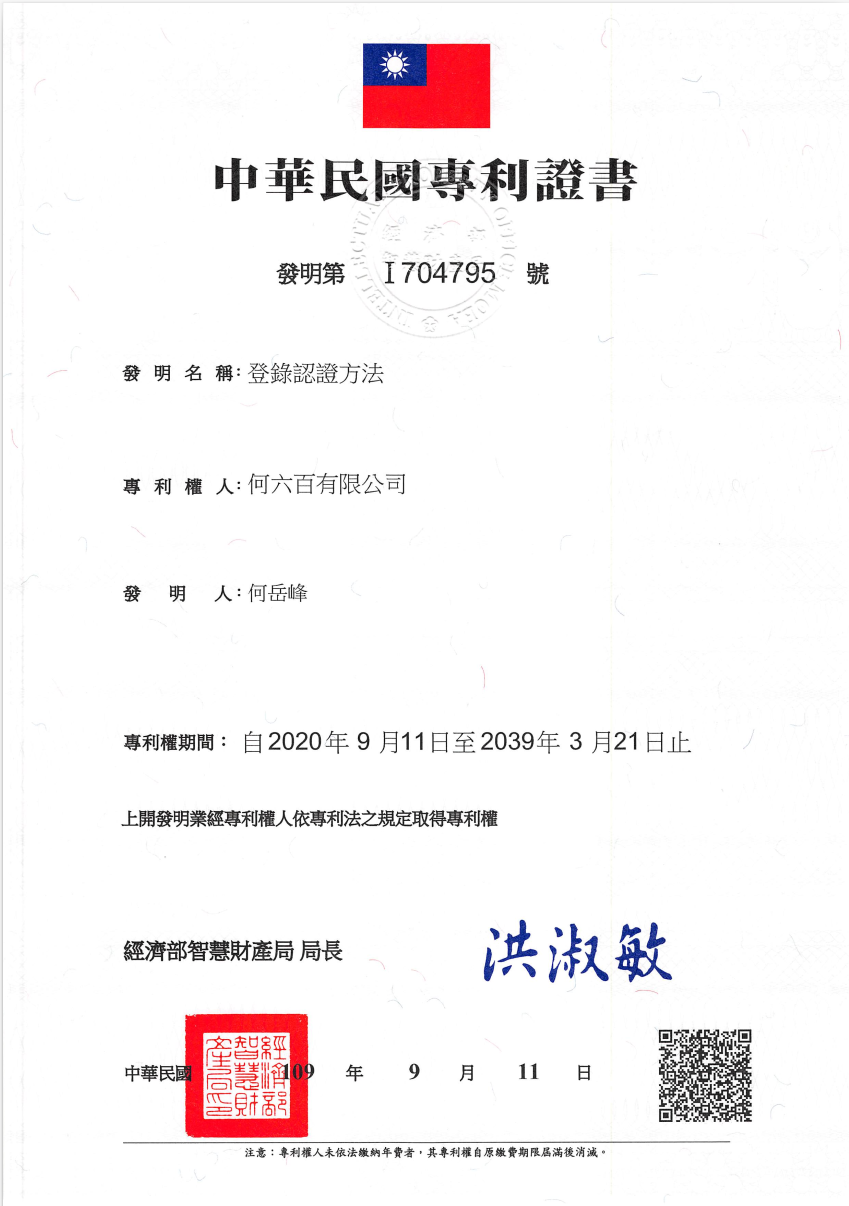 中華民國專利證書
發明第 I704795 號
發明名稱：登錄認證方法
專利權人：何六百有限公司
發明人：何岳峰
專利權期間：自2020年9月11日至2039年3月21日止
上開發明業經專利權人依專利法之規定取得專利權
經濟部智慧財產局 局長 洪淑敏
經濟部智慧財產局印
中華民國 109 年 9 月 11 日
注意：專利權人未依法繳納年費者，其專利權自原繳費期限屆滿後消滅。